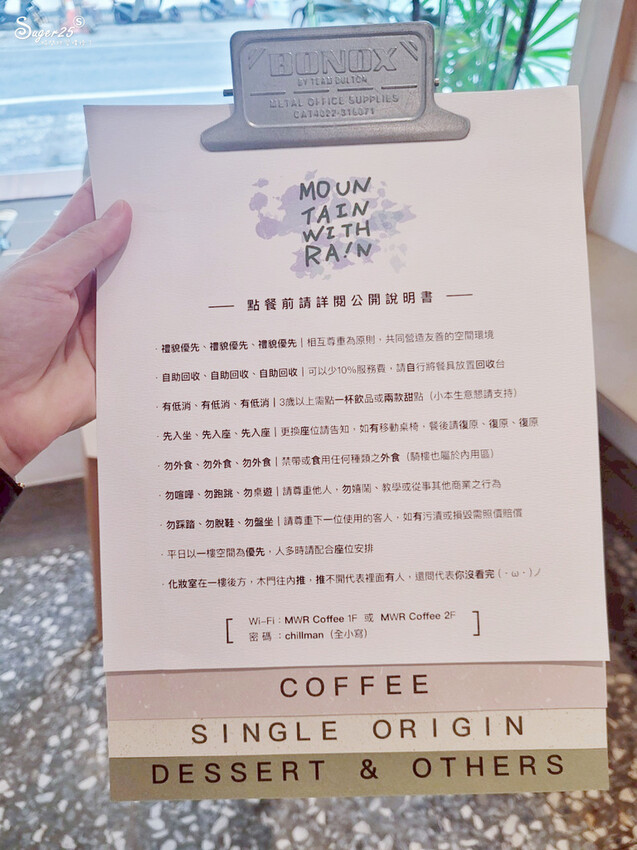 Suger25
BONOX
BY TEAM DULTON
METAL OFFICE SUPPLIES
MOUN
TAIN
WITH
RA!N
點餐前請詳閱公開說明書
·禮貌優先、禮貌優先、禮貌優先|相互尊重為原則,共同營造友善的空間環境
·自助回收、自助回收、自助回收|可以少10%服務費,請自行將餐具放置回收台
·有低消、有低消、有低消|3歲以上需點一杯飲品或兩款甜點(小本生意懇請支持)
·先入坐、先入座、先入座|更換座位請告知,如有移動桌椅,餐後請復原、復原、復原
·勿外食、勿外食、勿外食|禁帶或食用任何種類之外食(騎樓也屬於內用區)
·勿喧嘩、勿跑跳、勿桌遊|請尊重他人,勿嬉鬧、教學或從事其他商業之行為
·勿踩踏、勿脫鞋、勿盤坐|請尊重下一位使用的客人,如有污漬或損毀需照價賠償
·平日以一樓空間為優先,人多時請配合座位安排
·化妝室在一樓後方,木門往內推,推不開代表裡面有人,還問代表你沒看完(・ω・)ノ
[ Wi-Fi:MWR Coffee 1F 或 MWR Coffee 2F
密碼:chillman(全小寫) ]
COFFEE
SINGLE ORIGIN
DESSERT & OTHERS